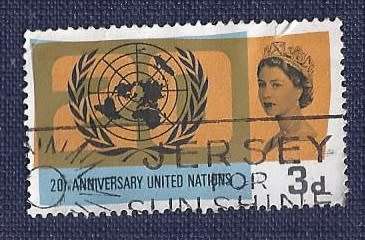 20th ANNIVERSARY UNITED NATIONS
3d
JERSEY
FOR
SUNSHINE